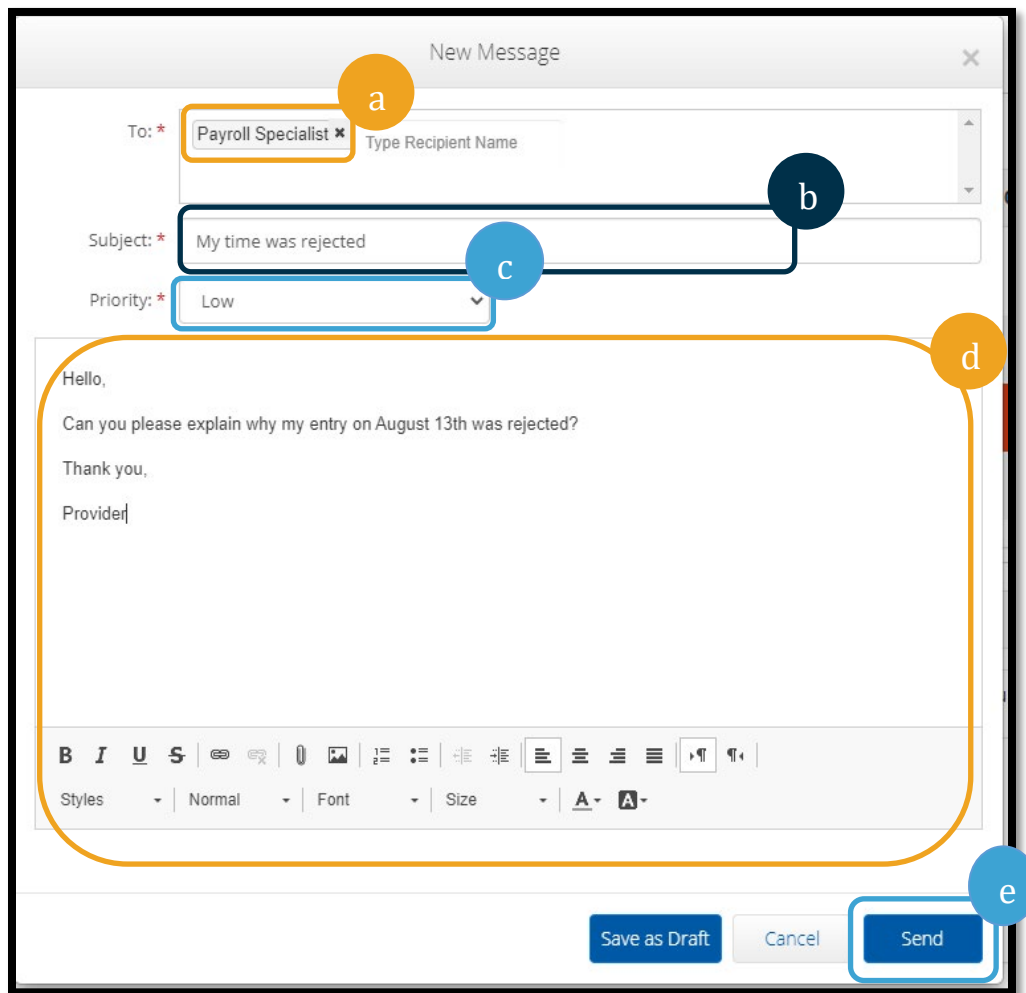 New Message ×
a
To: * Payroll Specialist ✖ Type Recipient Name
b
Subject: * My time was rejected
c
Priority: * Low
d
Hello,
Can you please explain why my entry on August 13th was rejected?
Thank you,
Provider
B I U S
Styles Normal Font Size A A
e
Save as Draft Cancel Send